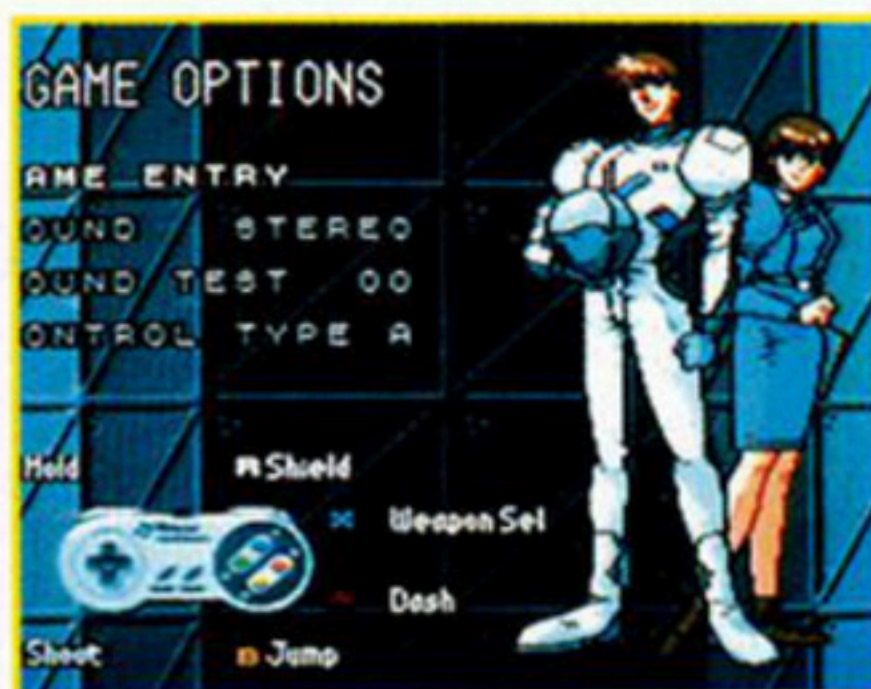 GAME OPTIONS
AME ENTRY
OUND STEREO
OUND TEST 00
ONTROL TYPE A
Hold R Shield
X Weapon Sel
Dash
Shoot B Jump